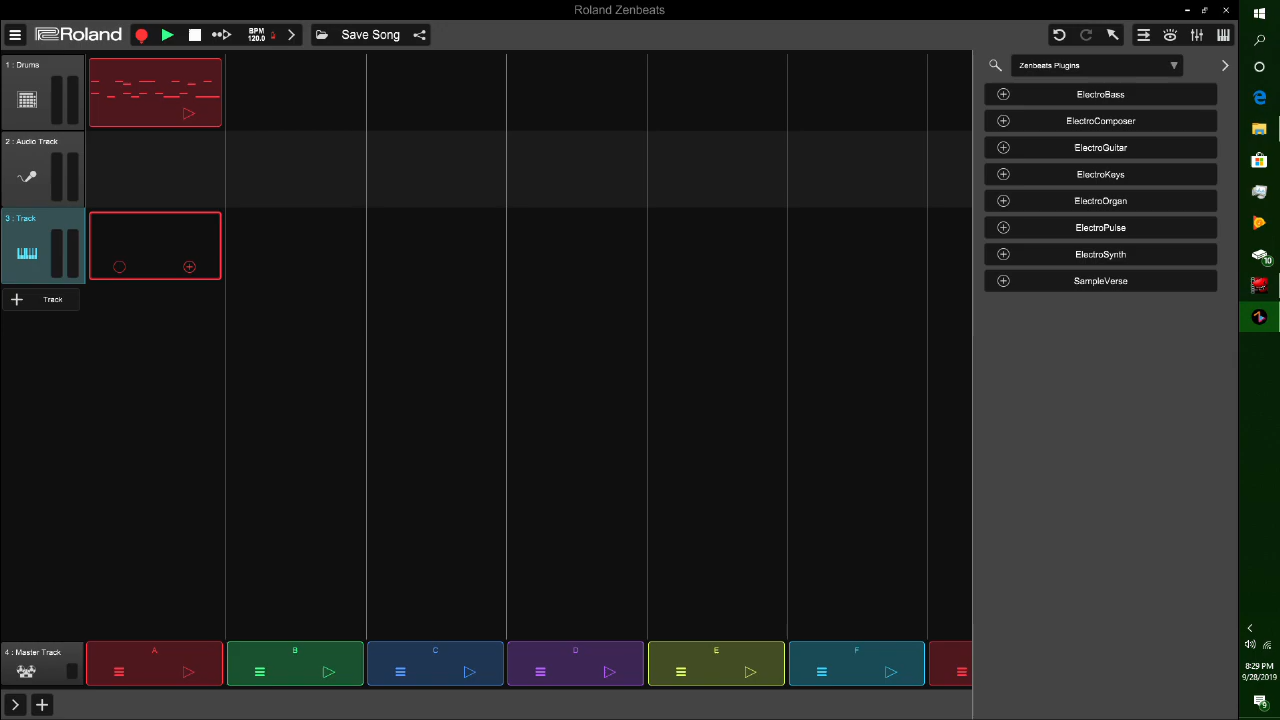 Roland Zenbeats
Roland
BPM
120.0
Save Song
1 : Drums
Zenbeats Plugins
ElectroBass
ElectroComposer
2 : Audio Track
ElectroGuitar
ElectroKeys
ElectroOrgan
3 : Track
ElectroPulse
ElectroSynth
SampleVerse
Track
10
4 : Master Track
A
B
C
D
E
F
8:29 PM
9/28/2019
9